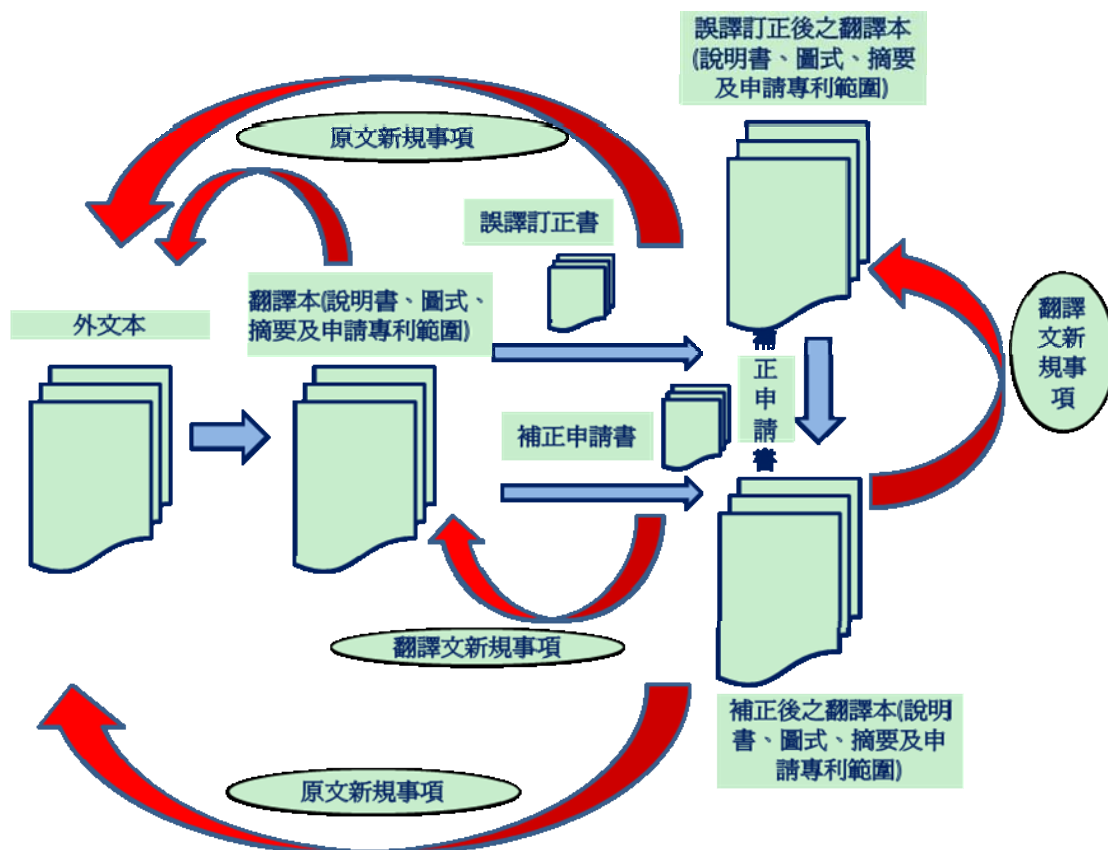 誤譯訂正後之翻譯本
(說明書、圖式、摘要
及申請專利範圍)
原文新規事項
誤譯訂正書
翻譯本(說明書、圖式、
摘要及申請專利範圍)
外文本
翻譯
文新
規事
項
補
正
申
請
書
補正申請書
翻譯文新規事項
補正後之翻譯本(說明
書、圖式、摘要及申
請專利範圍)
原文新規事項